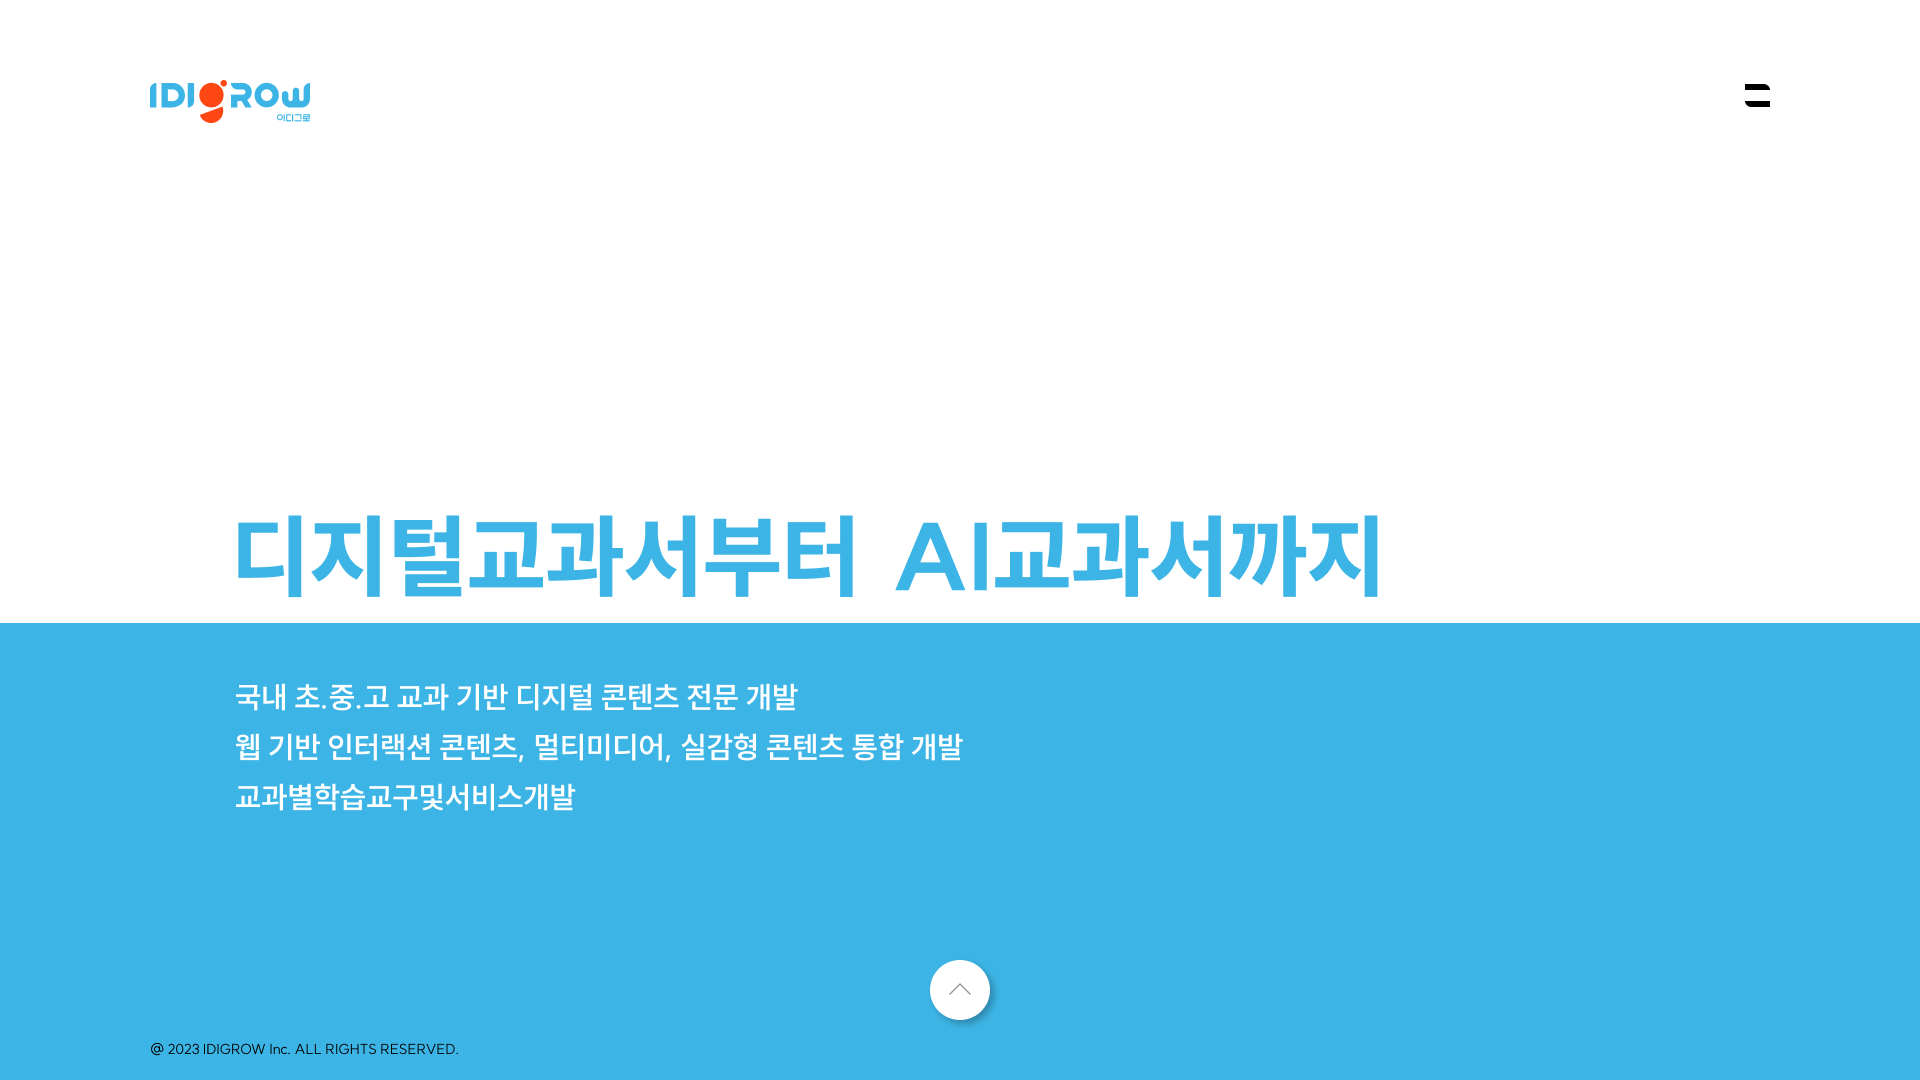 IDIGROW
이디그로
디지털교과서부터 AI교과서까지
국내 초.중.고 교과 기반 디지털 콘텐츠 전문 개발
웹 기반 인터랙션 콘텐츠, 멀티미디어, 실감형 콘텐츠 통합 개발
교과별학습교구및서비스개발
@ 2023 IDIGROW Inc. ALL RIGHTS RESERVED.